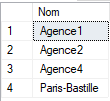 Nom
1 Agence1
2 Agence2
3 Agence4
4 Paris-Bastille